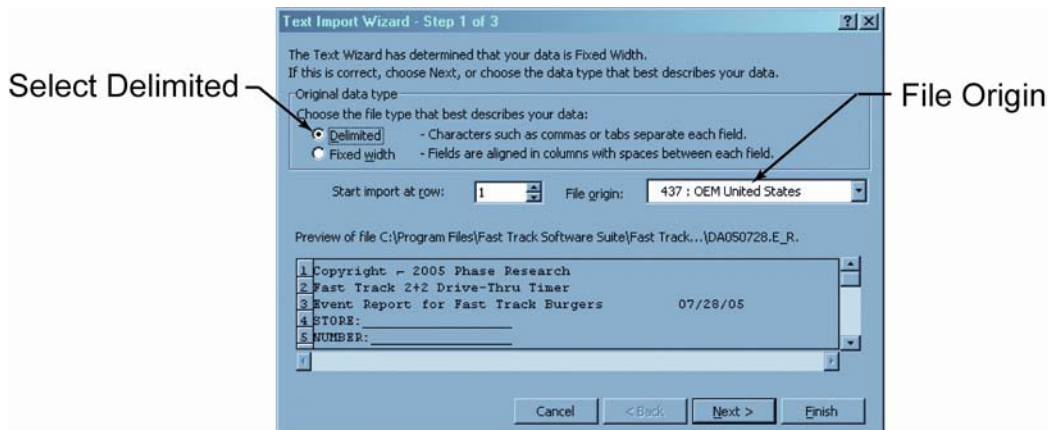 Text Import Wizard - Step 1 of 3
The Text Wizard has determined that your data is Fixed Width.
If this is correct, choose Next, or choose the data type that best describes your data.
Original data type
Choose the file type that best describes your data:
Select Delimited
File Origin
Delimited - Characters such as commas or tabs separate each field.
Fixed width - Fields are aligned in columns with spaces between each field.
Start import at row: 1 File origin: 437 : OEM United States
Preview of file C:\Program Files\Fast Track Software Suite\Fast Track...\DA050728.E_R.
1 Copyright ⌐ 2005 Phase Research
2 Fast Track 2+2 Drive-Thru Timer
3 Event Report for Fast Track Burgers 07/28/05
4 STORE:____________________
5 NUMBER:___________________
Cancel < Back Next > Finish